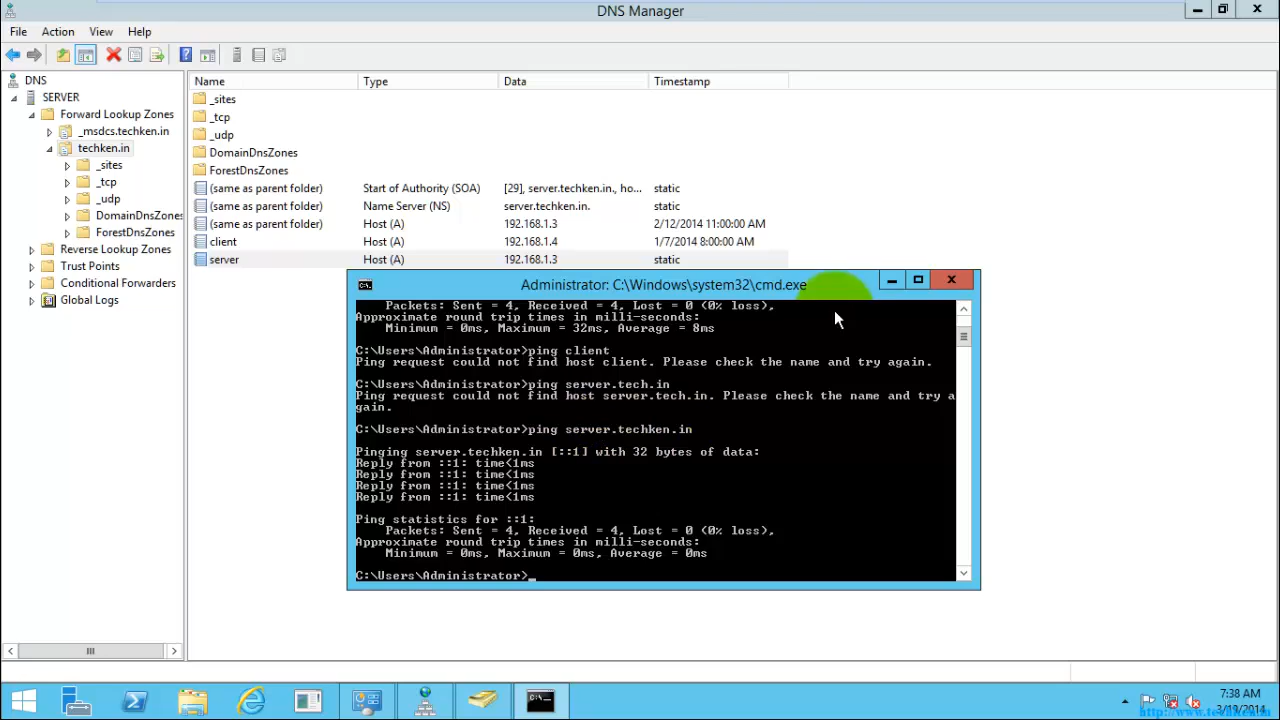 DNS Manager
File Action View Help
DNS
SERVER
Forward Lookup Zones
_msdcs.techken.in
techken.in
_sites
_tcp
_udp
DomainDnsZones
ForestDnsZones
Reverse Lookup Zones
Trust Points
Conditional Forwarders
Global Logs
Name Type Data Timestamp
_sites
_tcp
_udp
DomainDnsZones
ForestDnsZones
(same as parent folder) Start of Authority (SOA) [29], server.techken.in., ho... static
(same as parent folder) Name Server (NS) server.techken.in. static
(same as parent folder) Host (A) 192.168.1.3 2/12/2014 11:00:00 AM
client Host (A) 192.168.1.4 1/7/2014 8:00:00 AM
server Host (A) 192.168.1.3 static
Administrator: C:\Windows\system32\cmd.exe
Packets: Sent = 4, Received = 4, Lost = 0 (0% loss),
Approximate round trip times in milli-seconds:
Minimum = 0ms, Maximum = 32ms, Average = 8ms
C:\Users\Administrator>ping client
Ping request could not find host client. Please check the name and try again.
C:\Users\Administrator>ping server.tech.in
Ping request could not find host server.tech.in. Please check the name and try a
gain.
C:\Users\Administrator>ping server.techken.in
Pinging server.techken.in [::1] with 32 bytes of data:
Reply from ::1: time<1ms
Reply from ::1: time<1ms
Reply from ::1: time<1ms
Reply from ::1: time<1ms
Ping statistics for ::1:
Packets: Sent = 4, Received = 4, Lost = 0 (0% loss),
Approximate round trip times in milli-seconds:
Minimum = 0ms, Maximum = 0ms, Average = 0ms
C:\Users\Administrator>_
7:38 AM
http://www.techken.in